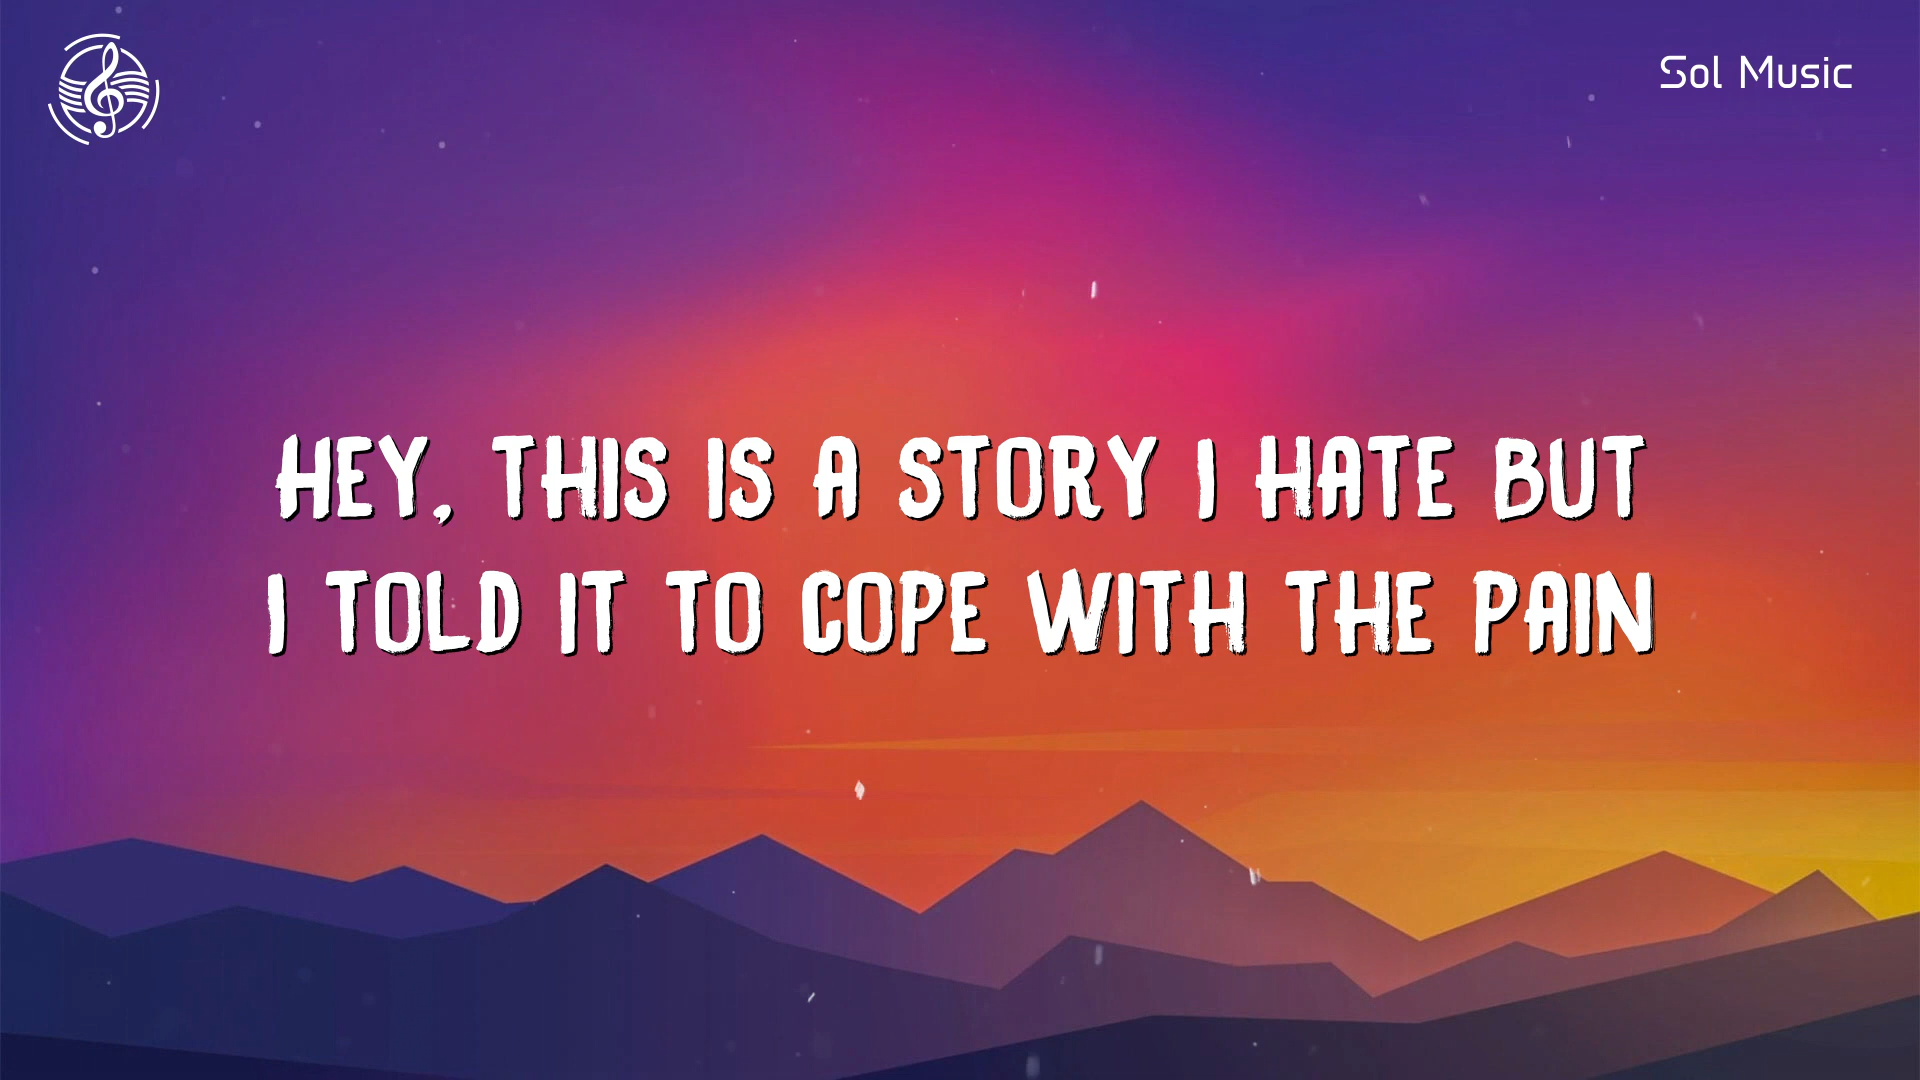 Sol Music
HEY, THIS IS A STORY I HATE BUT
I TOLD IT TO COPE WITH THE PAIN